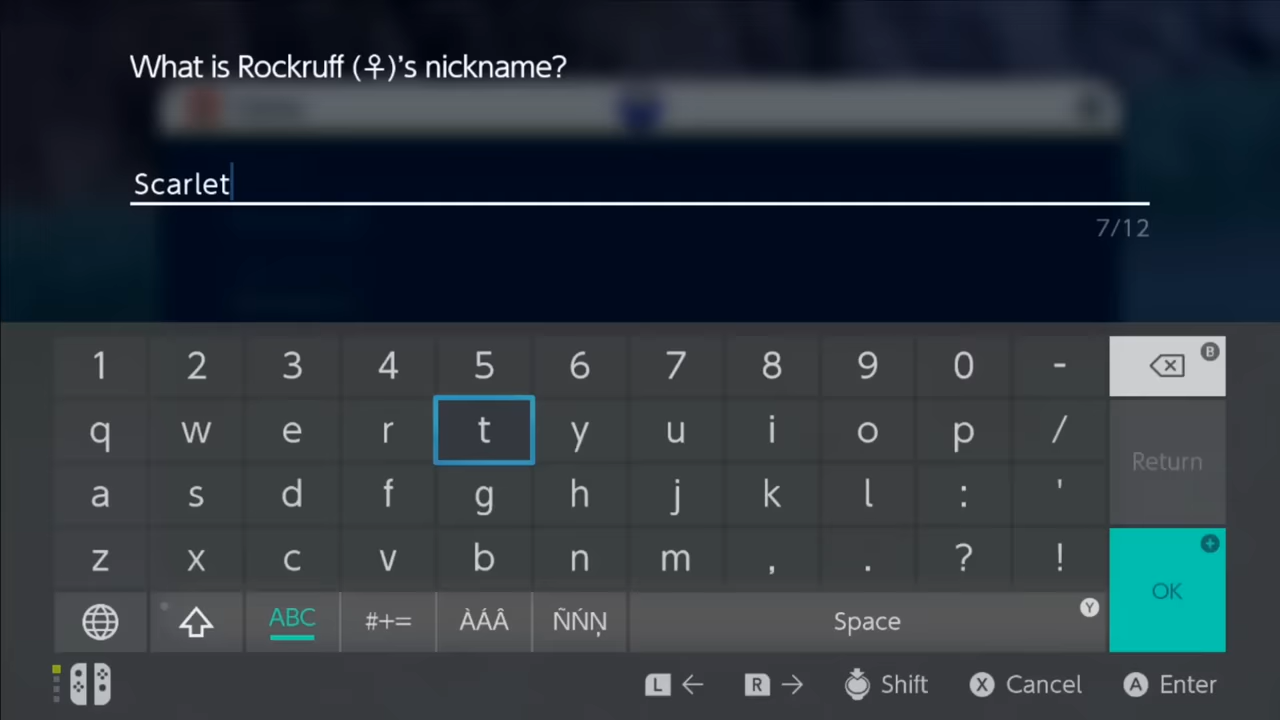 What is Rockruff (♀)'s nickname?
Scarlet
7/12
1 2 3 4 5 6 7 8 9 0 - B
q w e r t y u i o p /
Return
a s d f g h j k l : '
z x c v b n m , . ? ! +
OK
ABC #+= ÀÁÂ ÑŃŅ Space Y
L ← R → Shift X Cancel A Enter